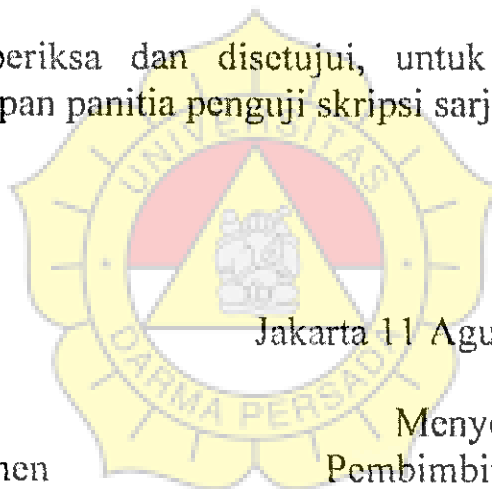 periksa dan disetujui, untuk
pan panitia penguji skripsi sarj
UNIVERSITAS
DARMA PERSADA
Jakarta 11 Agu
Menye
nen Pembimbi